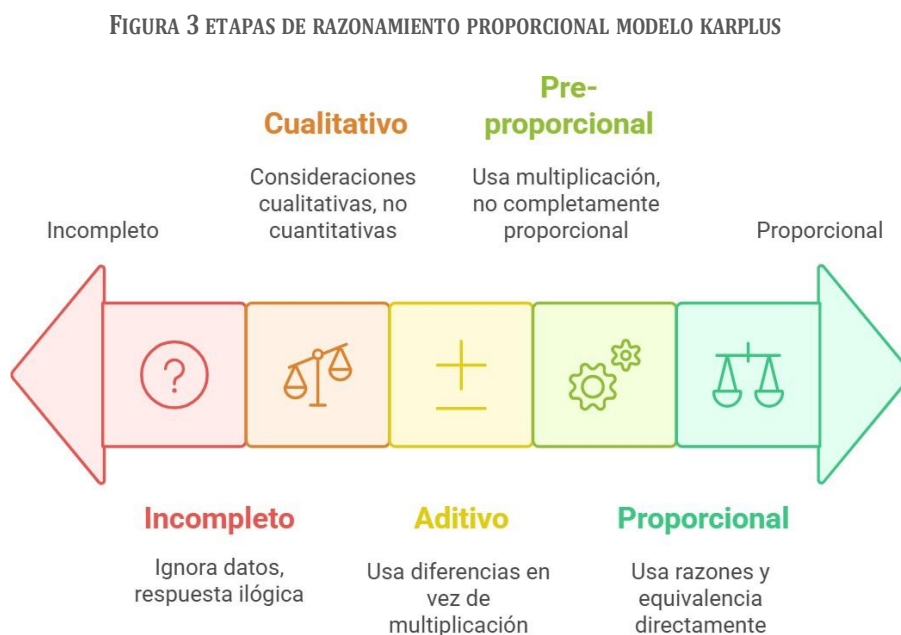 FIGURA 3 ETAPAS DE RAZONAMIENTO PROPORCIONAL MODELO KARPLUS
Incompleto
Cualitativo
Consideraciones
cualitativas, no
cuantitativas
Pre-
proporcional
Usa multiplicación,
no completamente
proporcional
Proporcional
?
Incompleto
Ignora datos,
respuesta ilógica
Aditivo
Usa diferencias en
vez de
multiplicación
Proporcional
Usa razones y
equivalencia
directamente